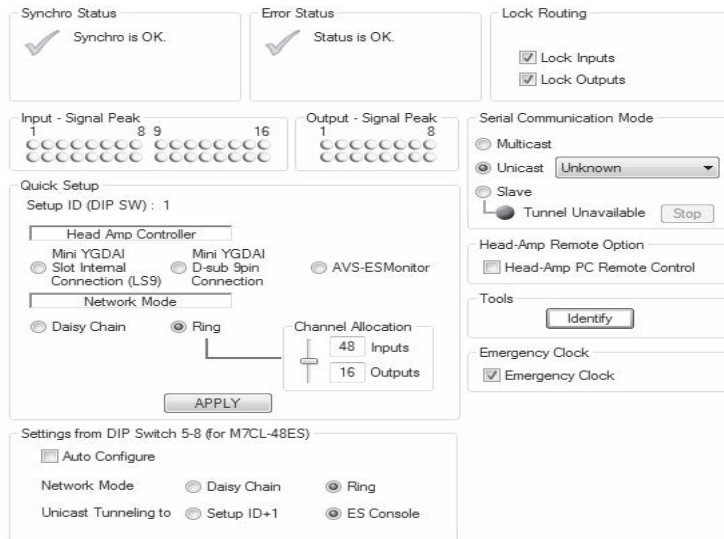 Synchro Status
Synchro is OK.
Error Status
Status is OK.
Lock Routing
Lock Inputs
Lock Outputs
Input - Signal Peak
1 8 9 16
Output - Signal Peak
1 8
Serial Communication Mode
Multicast
Unicast Unknown
Slave
Tunnel Unavailable Stop
Quick Setup
Setup ID (DIP SW) : 1
Head Amp Controller
Mini YGDAI
Slot Internal
Connection (LS9)
Mini YGDAI
D-sub 9pin
Connection
AVS-ESMonitor
Network Mode
Daisy Chain Ring
Channel Allocation
48 Inputs
16 Outputs
APPLY
Head-Amp Remote Option
Head-Amp PC Remote Control
Tools
Identify
Emergency Clock
Emergency Clock
Settings from DIP Switch 5-8 (for M7CL-48ES)
Auto Configure
Network Mode Daisy Chain Ring
Unicast Tunneling to Setup ID+1 ES Console